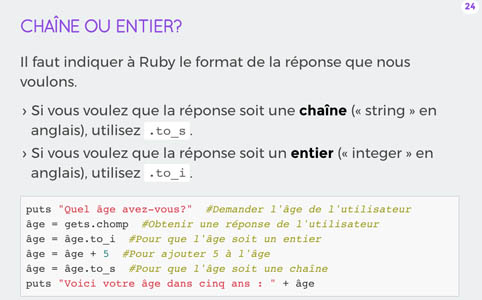 24
CHAÎNE OU ENTIER?
Il faut indiquer à Ruby le format de la réponse que nous
voulons.
› Si vous voulez que la réponse soit une chaîne (« string » en
anglais), utilisez .to_s.
› Si vous voulez que la réponse soit un entier (« integer » en
anglais), utilisez .to_i.
puts "Quel âge avez-vous?"  #Demander l'âge de l'utilisateur
âge = gets.chomp  #Obtenir une réponse de l'utilisateur
âge = âge.to_i  #Pour que l'âge soit un entier
âge = âge + 5  #Pour ajouter 5 à l'âge
âge = âge.to_s  #Pour que l'âge soit une chaîne
puts "Voici votre âge dans cinq ans : " + âge